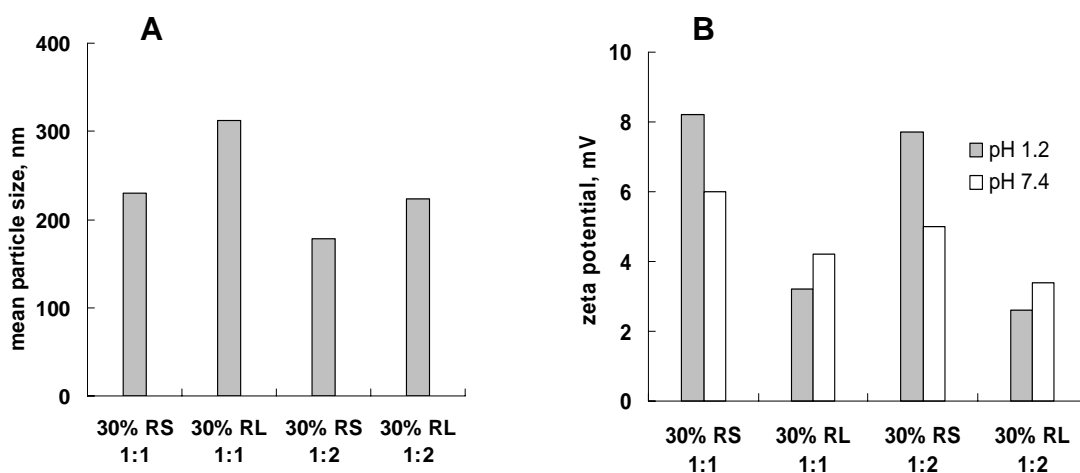 A
mean particle size, nm
400
300
200
100
0
30% RS 30% RL 30% RS 30% RL
1:1 1:1 1:2 1:2
B
zeta potential, mV
10
8
6
4
2
0
pH 1.2
pH 7.4
30% RS 30% RL 30% RS 30% RL
1:1 1:1 1:2 1:2